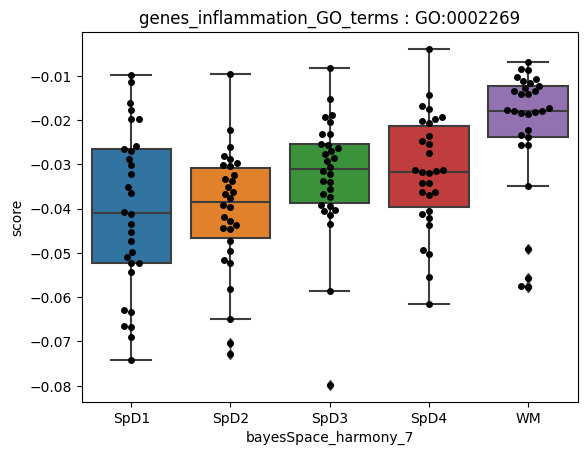 genes_inflammation_GO_terms : GO:0002269
score
−0.01
−0.02
−0.03
−0.04
−0.05
−0.06
−0.07
−0.08
SpD1 SpD2 SpD3 SpD4 WM
bayesSpace_harmony_7